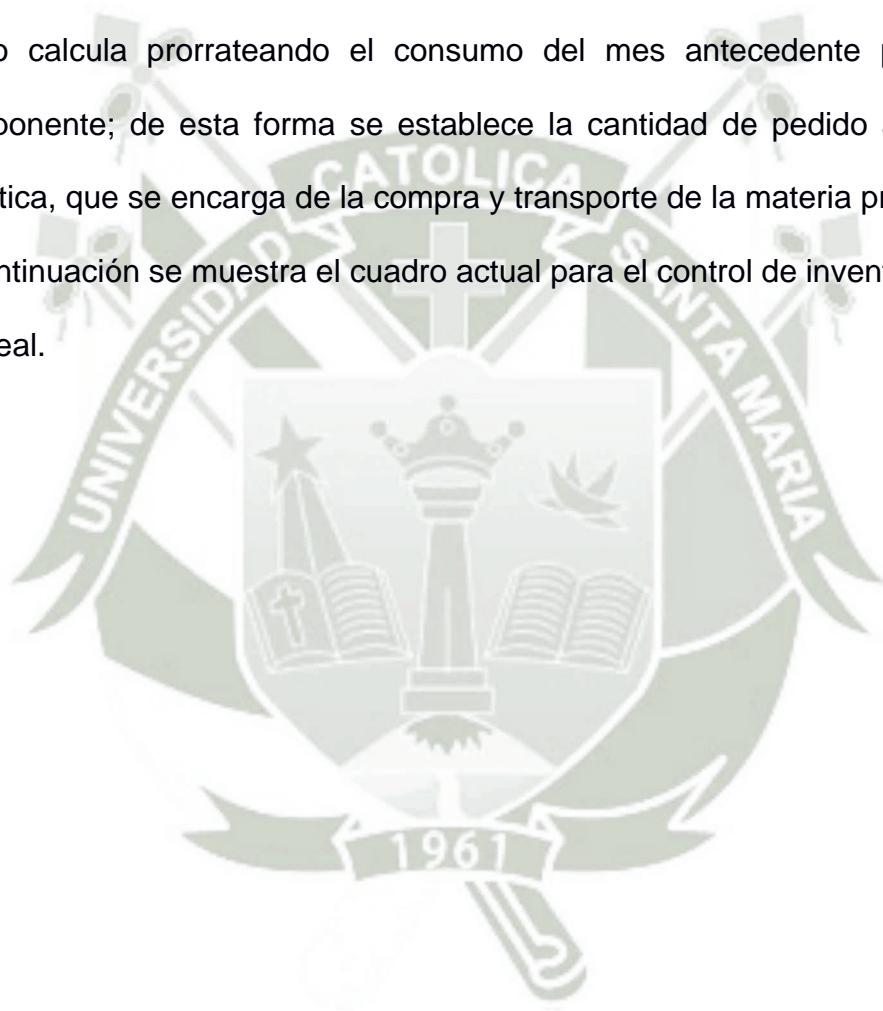 o calcula prorrateando el consumo del mes antecedente p
ponente; de esta forma se establece la cantidad de pedido
tica, que se encarga de la compra y transporte de la materia pr
ntinuación se muestra el cuadro actual para el control de invent
eal.
UNIVERSIDAD CATOLICA SANTA MARIA
1961